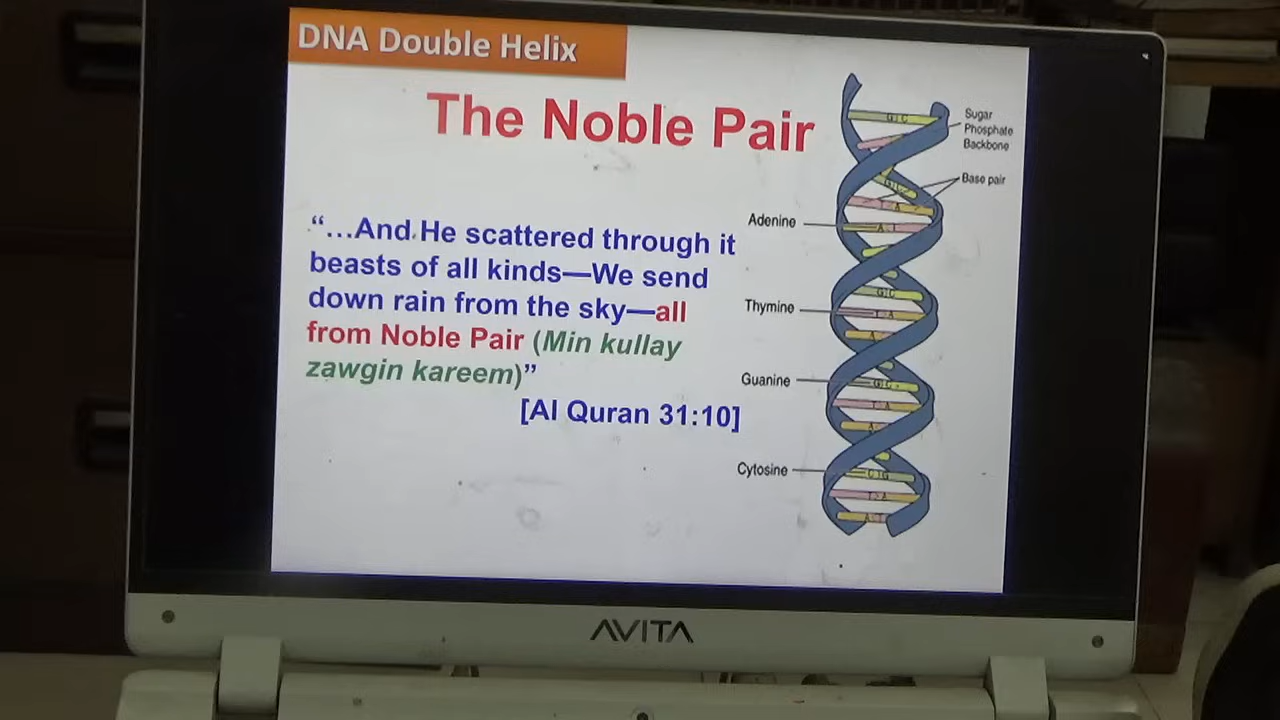 DNA Double Helix
The Noble Pair
“...And He scattered through it
beasts of all kinds—We send
down rain from the sky—all
from Noble Pair (Min kullay
zawgin kareem)”
[Al Quran 31:10]
Sugar
Phosphate
Backbone
Base pair
Adenine
Thymine
Guanine
Cytosine
AVITA